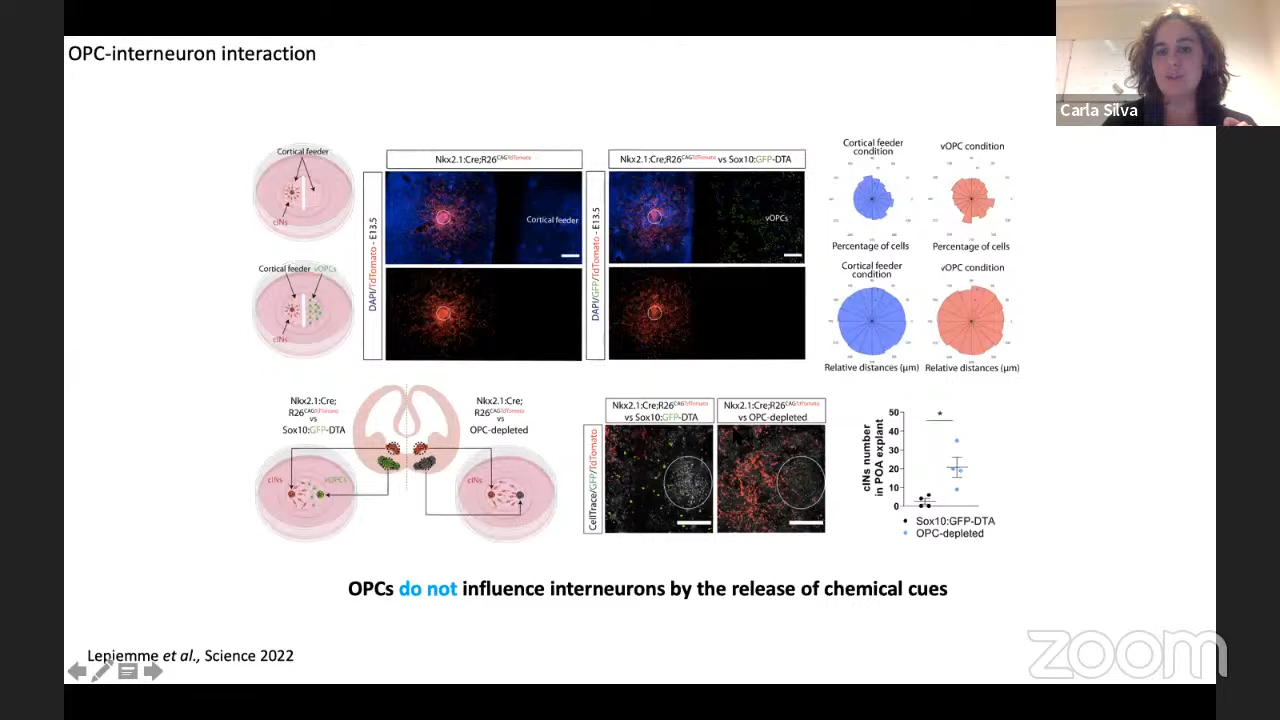 OPC-interneuron interaction
Carla Silva
Cortical feeder
cINs
Cortical feeder vOPCs
cINs
Nkx2.1:Cre;R26CAGTdTomato
DAPI/TdTomato - E13.5
Cortical feeder
Nkx2.1:Cre;R26CAGTdTomato vs Sox10:GFP-DTA
DAPI/GFP/TdTomato - E13.5
vOPCs
Cortical feeder
condition
vOPC condition
Percentage of cells
Percentage of cells
Cortical feeder
condition
vOPC condition
Relative distances (µm)
Relative distances (µm)
Nkx2.1:Cre;
R26CAGTdTomato
vs
Sox10:GFP-DTA
Nkx2.1:Cre;
R26CAGTdTomato
vs
OPC-depleted
cINs
vOPCs
cINs
Nkx2.1:Cre;R26CAGTdTomato
vs Sox10:GFP-DTA
Nkx2.1:Cre;R26CAGTdTomato
vs OPC-depleted
CellTrace/GFP/TdTomato
cINs number
in POA explant
50
40
30
20
10
0
*
Sox10:GFP-DTA
OPC-depleted
OPCs do not influence interneurons by the release of chemical cues
Lepiemme et al., Science 2022
zoom